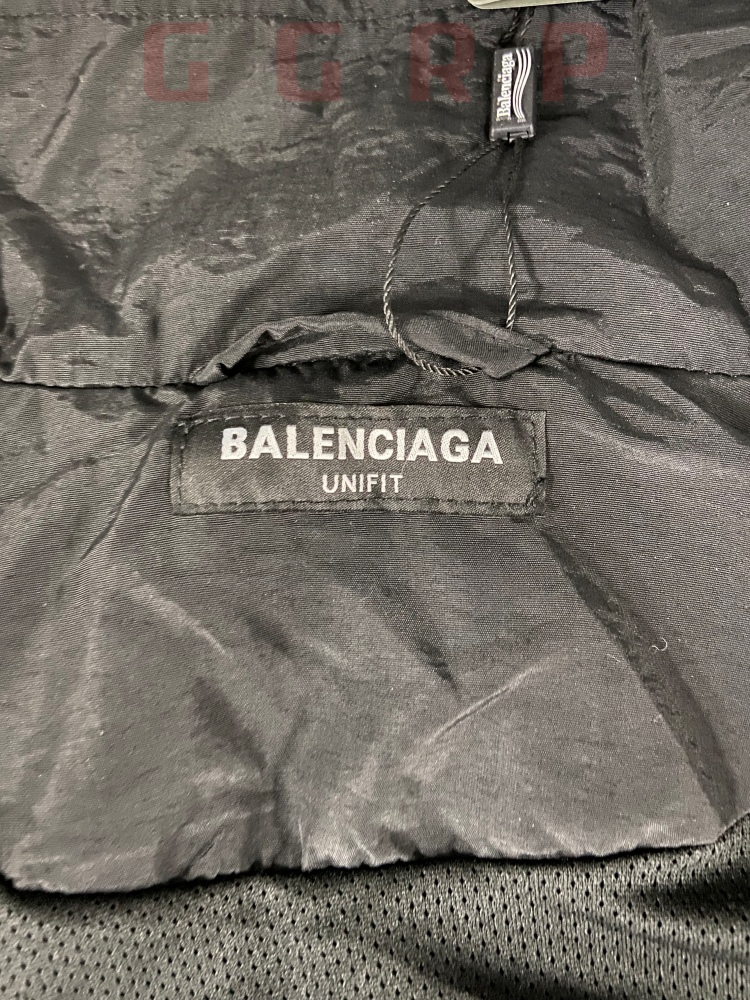 G G R P
Balenciaga
BALENCIAGA
UNIFIT